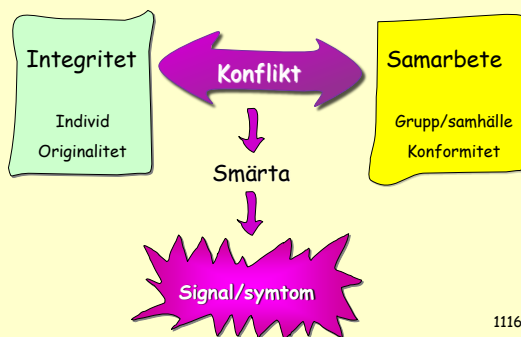 Integritet
Individ
Originalitet
Konflikt
Samarbete
Grupp/samhälle
Konformitet
Smärta
Signal/symtom
1116